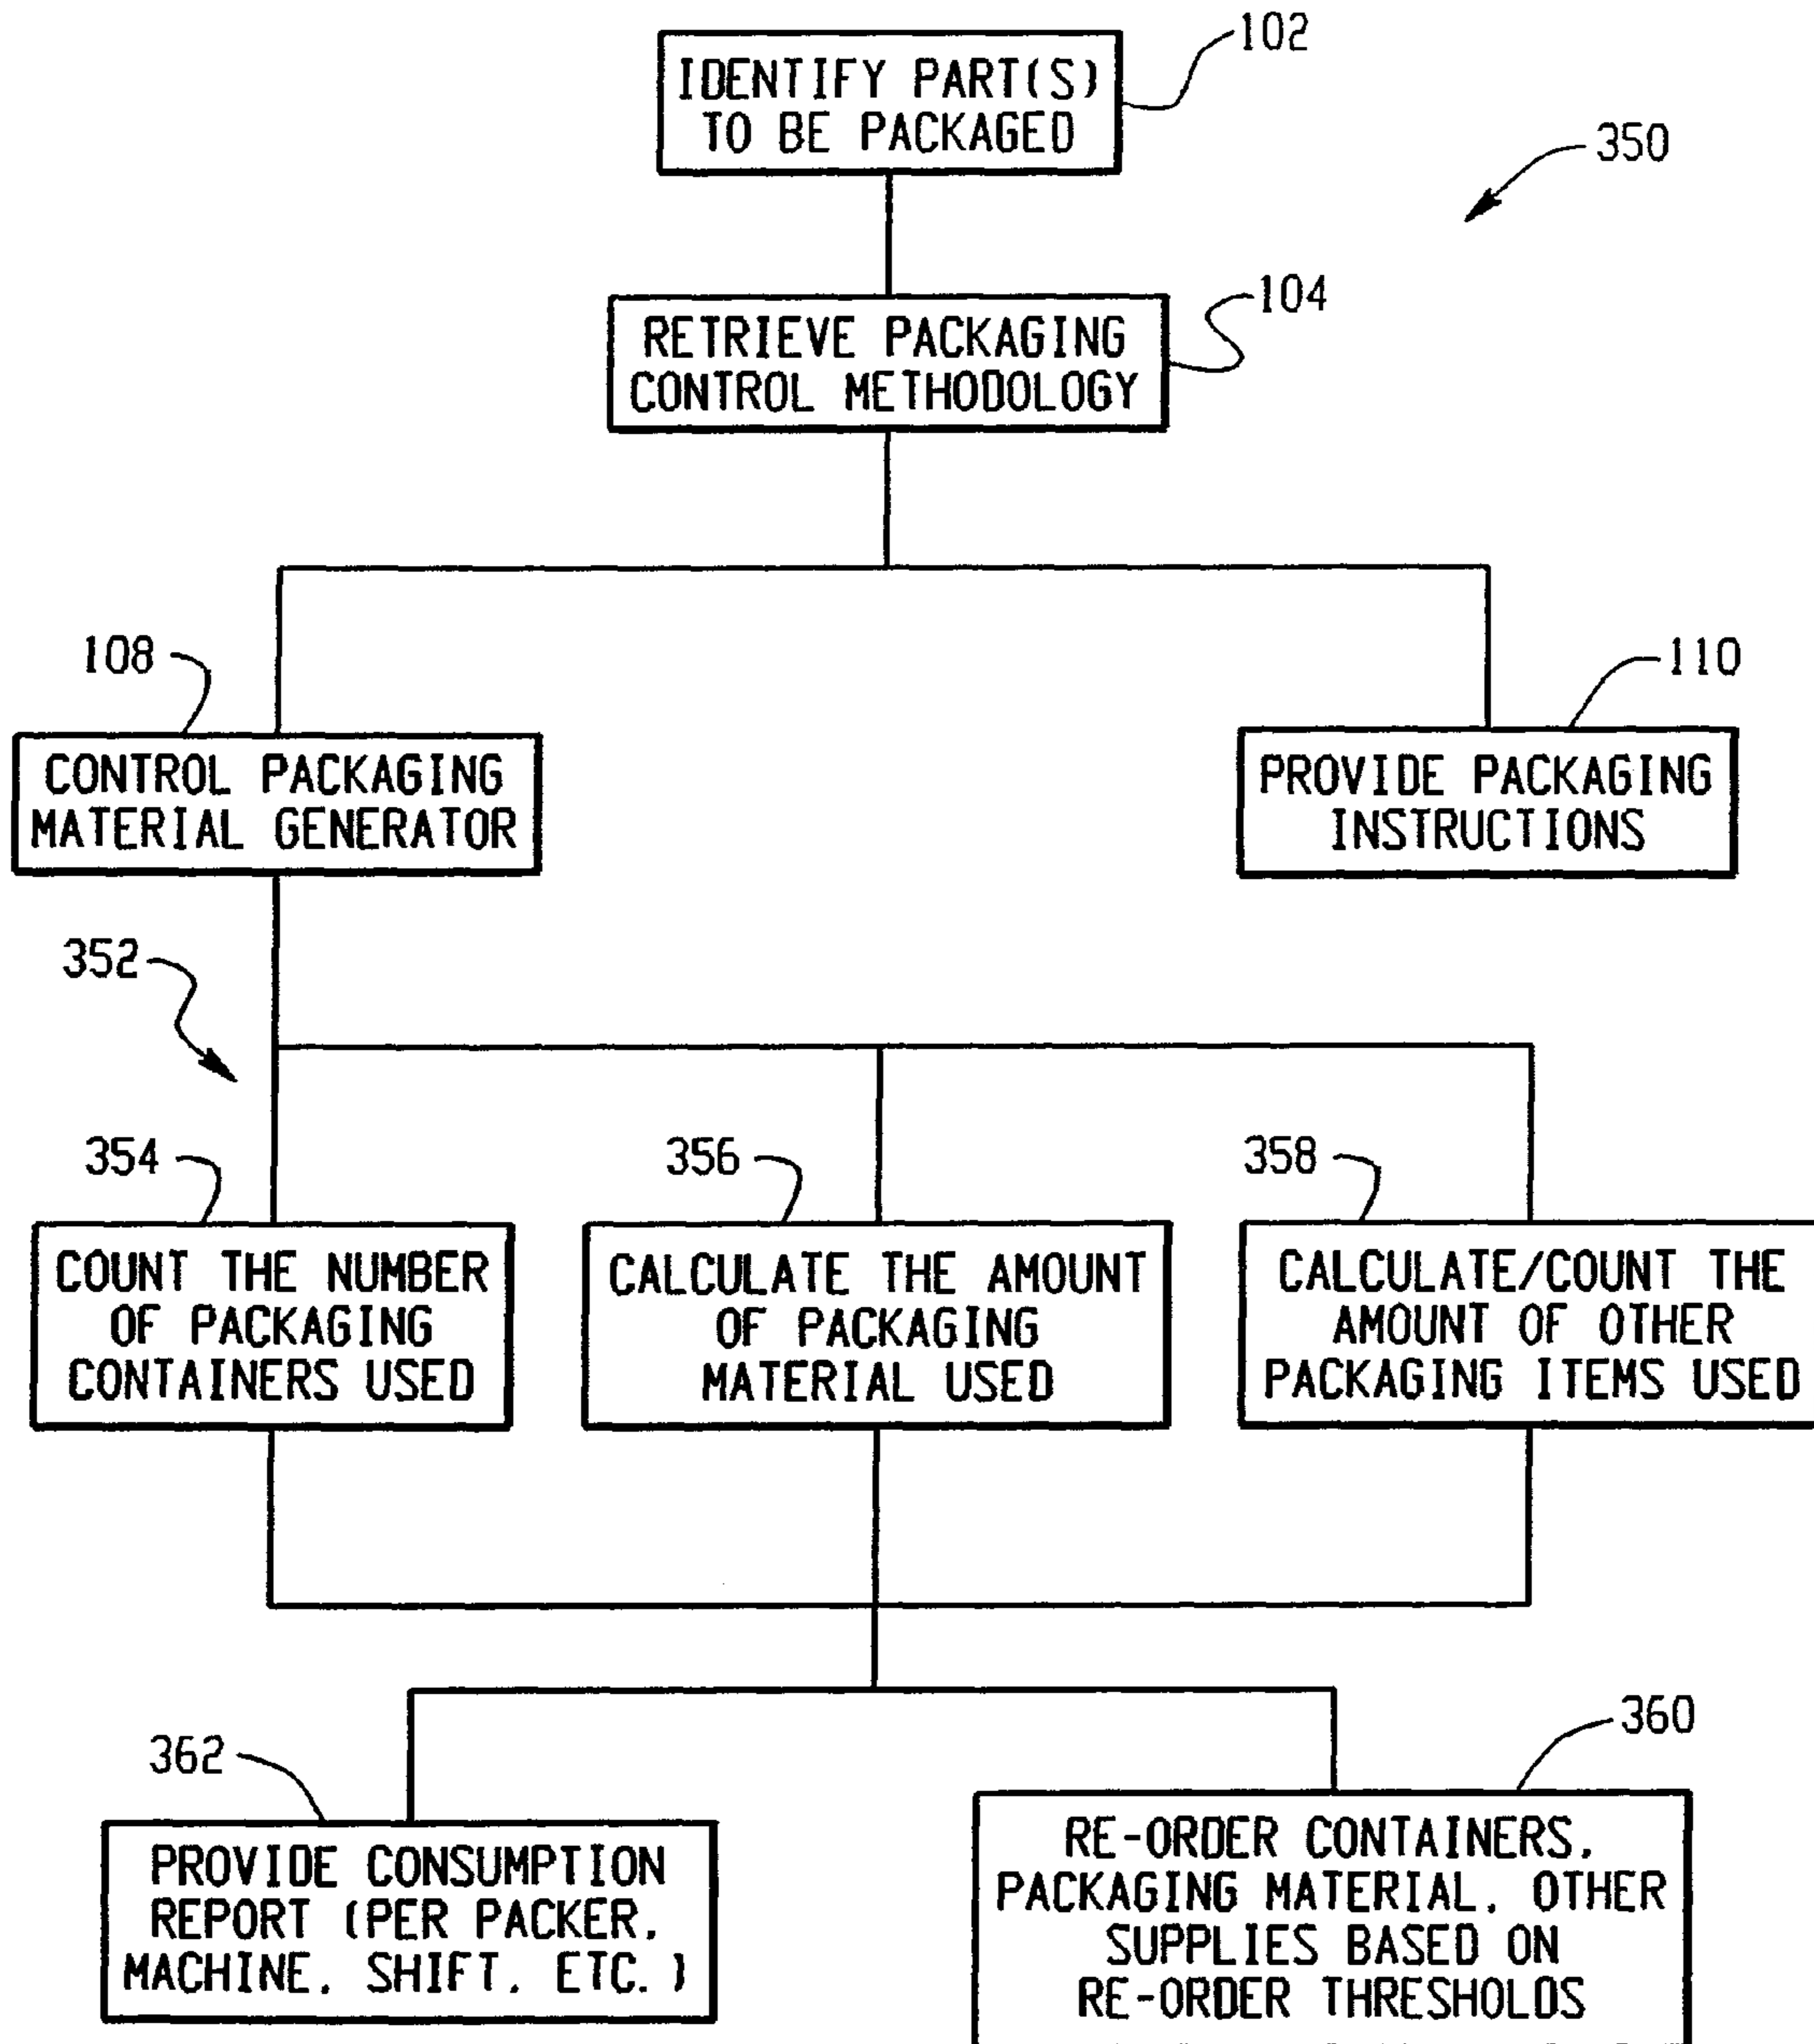 102
IDENTIFY PART(S)
TO BE PACKAGED
350
104
RETRIEVE PACKAGING
CONTROL METHODOLOGY
108
110
CONTROL PACKAGING
MATERIAL GENERATOR
PROVIDE PACKAGING
INSTRUCTIONS
352
354
356
358
COUNT THE NUMBER
OF PACKAGING
CONTAINERS USED
CALCULATE THE AMOUNT
OF PACKAGING
MATERIAL USED
CALCULATE/COUNT THE
AMOUNT OF OTHER
PACKAGING ITEMS USED
362
360
PROVIDE CONSUMPTION
REPORT (PER PACKER,
MACHINE, SHIFT, ETC.)
RE-ORDER CONTAINERS,
PACKAGING MATERIAL, OTHER
SUPPLIES BASED ON
RE-ORDER THRESHOLDS